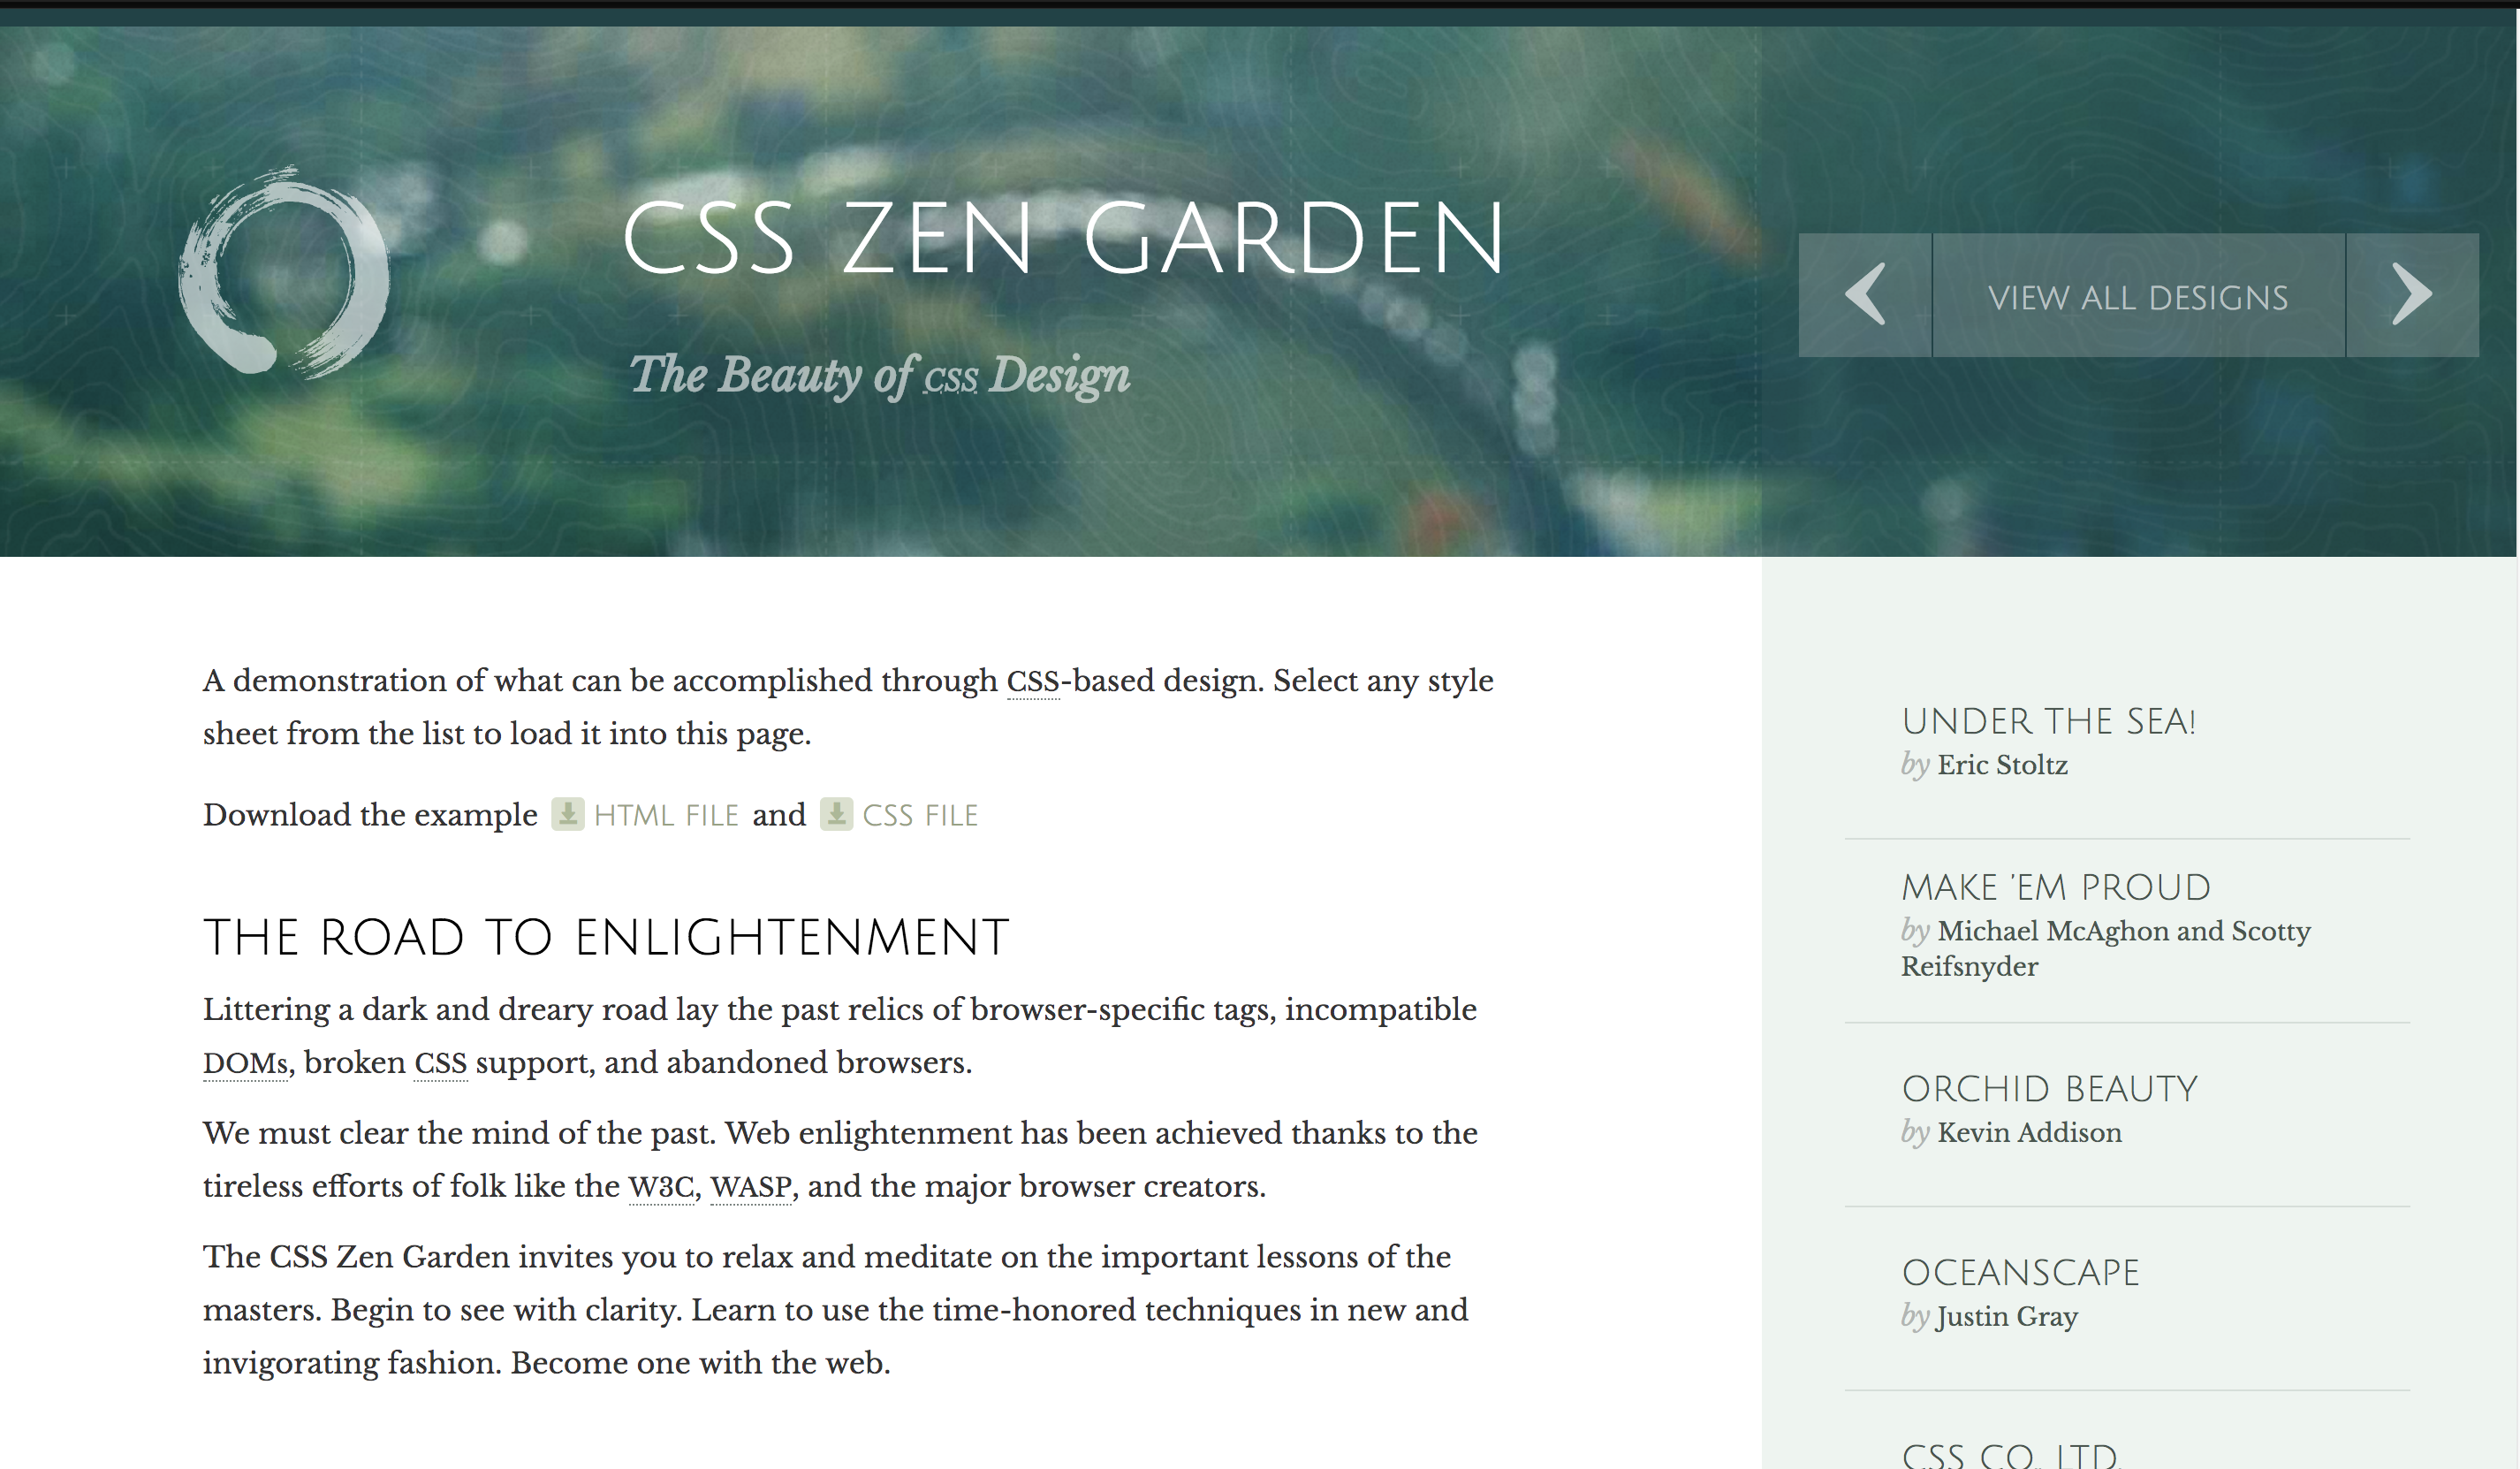 CSS ZEN GARDEN
The Beauty of CSS Design
VIEW ALL DESIGNS
A demonstration of what can be accomplished through CSS-based design. Select any style
sheet from the list to load it into this page.
Download the example HTML FILE and CSS FILE
THE ROAD TO ENLIGHTENMENT
Littering a dark and dreary road lay the past relics of browser-specific tags, incompatible
DOMs, broken CSS support, and abandoned browsers.
We must clear the mind of the past. Web enlightenment has been achieved thanks to the
tireless efforts of folk like the W3C, WASP, and the major browser creators.
The CSS Zen Garden invites you to relax and meditate on the important lessons of the
masters. Begin to see with clarity. Learn to use the time-honored techniques in new and
invigorating fashion. Become one with the web.
UNDER THE SEA!
by Eric Stoltz
MAKE 'EM PROUD
by Michael McAghon and Scotty
Reifsnyder
ORCHID BEAUTY
by Kevin Addison
OCEANSCAPE
by Justin Gray
CSS CO., LTD.